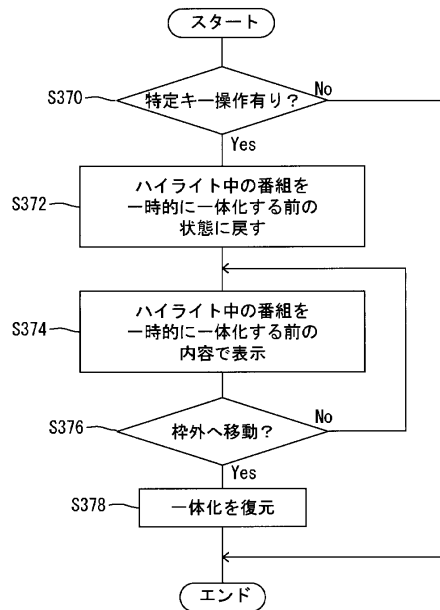 スタート
S370
特定キー操作有り？
No
Yes
S372
ハイライト中の番組を
一時的に一体化する前の
状態に戻す
S374
ハイライト中の番組を
一時的に一体化する前の
内容で表示
S376
枠外へ移動？
No
Yes
S378
一体化を復元
エンド